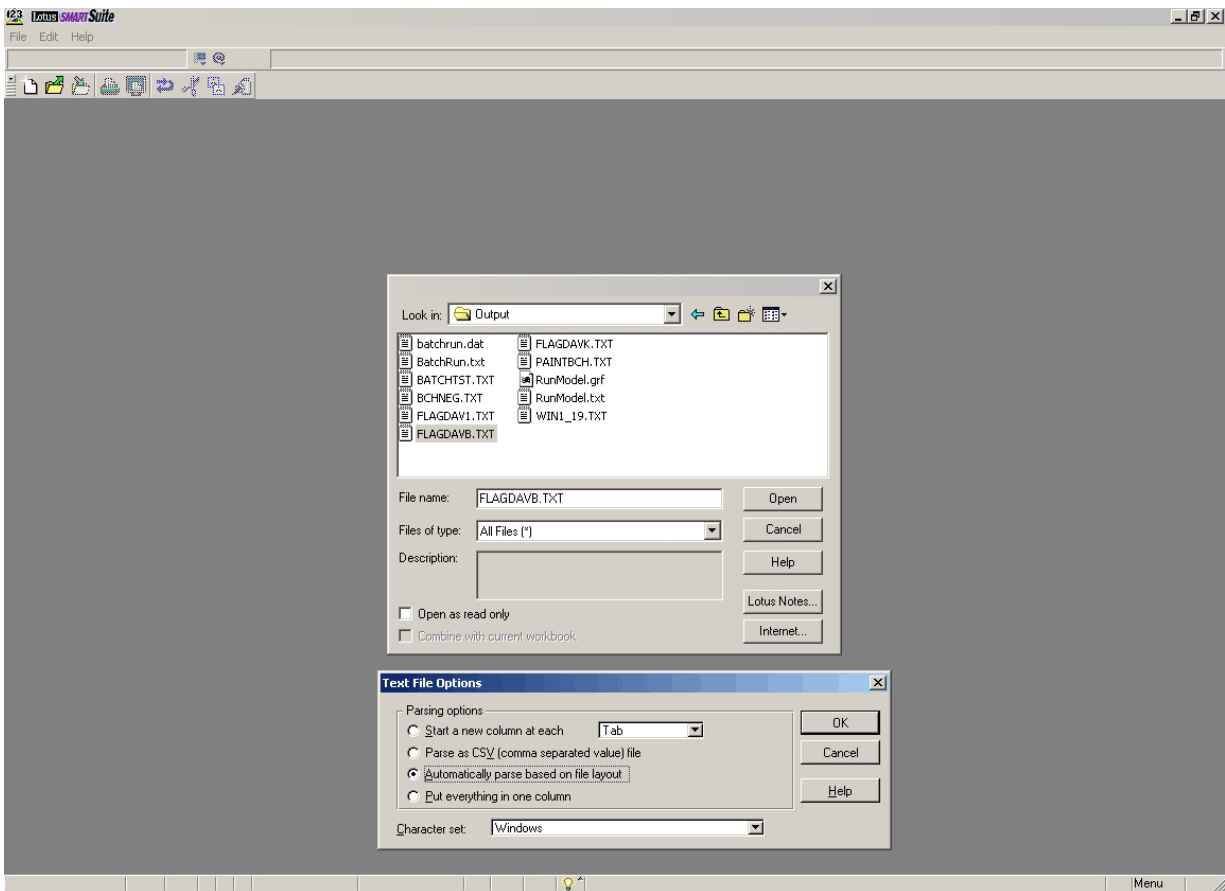 123 Lotus SMARTSuite
File Edit Help
Look in: Output
batchrun.dat FLAGDAVK.TXT
BatchRun.txt PAINTBCH.TXT
BATCHTST.TXT RunModel.grf
BCHNEG.TXT RunModel.txt
FLAGDAV1.TXT WIN1_19.TXT
FLAGDAVB.TXT
File name: FLAGDAVB.TXT Open
Files of type: All Files (*) Cancel
Description: Help
Lotus Notes...
Open as read only
Combine with current workbook Internet...
Text File Options
Parsing options
Start a new column at each Tab OK
Parse as CSV (comma separated value) file Cancel
Automatically parse based on file layout
Put everything in one column Help
Character set: Windows
Menu